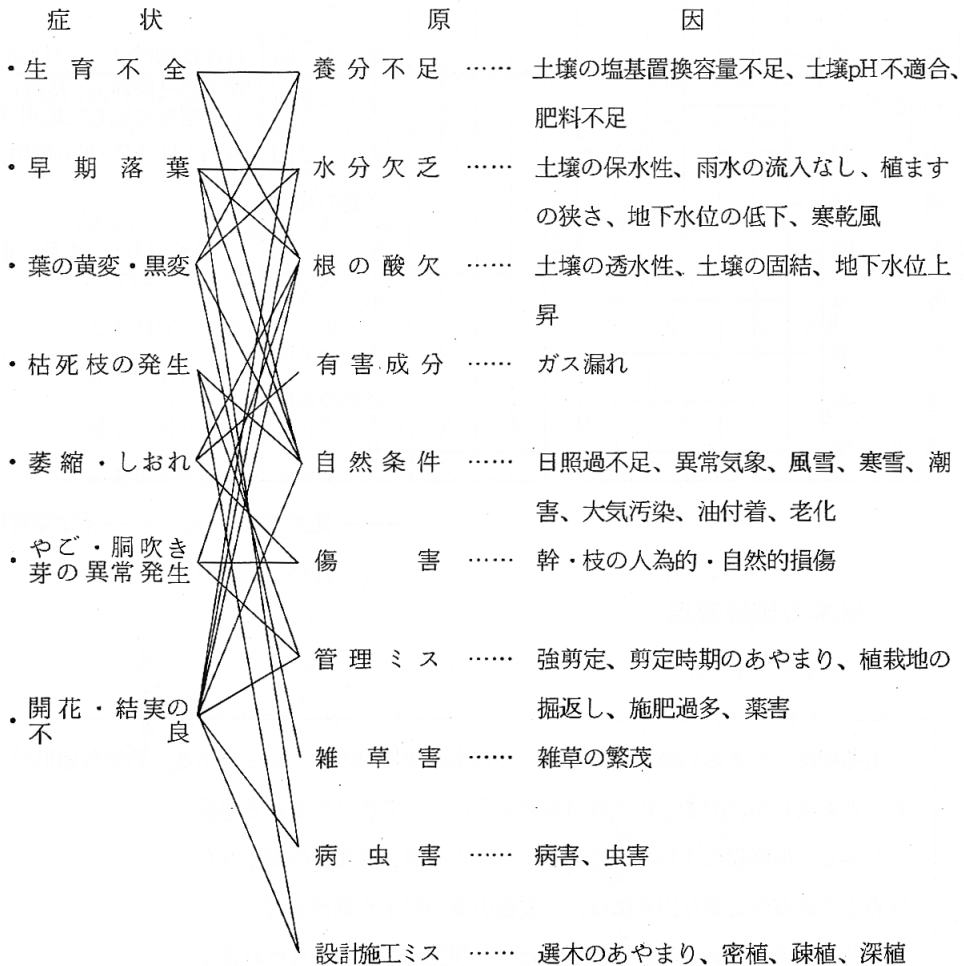 症状 原因
・生育不全 養分不足 …… 土壌の塩基置換容量不足、土壌pH不適合、
肥料不足
・早期落葉 水分欠乏 …… 土壌の保水性、雨水の流入なし、植ます
の狭さ、地下水位の低下、寒乾風
・葉の黄変・黒変 根の酸欠 …… 土壌の透水性、土壌の固結、地下水位上
昇
・枯死枝の発生 有害成分 …… ガス漏れ
・萎縮・しおれ 自然条件 …… 日照過不足、異常気象、風雪、寒雪、潮
害、大気汚染、油付着、老化
・やご・胴吹き
芽の異常発生 傷害 …… 幹・枝の人為的・自然的損傷
管理ミス …… 強剪定、剪定時期のあやまり、植栽地の
掘返し、施肥過多、薬害
・開花・結実の
不良
雑草害 …… 雑草の繁茂
病虫害 …… 病害、虫害
設計施工ミス …… 選木のあやまり、密植、疎植、深植